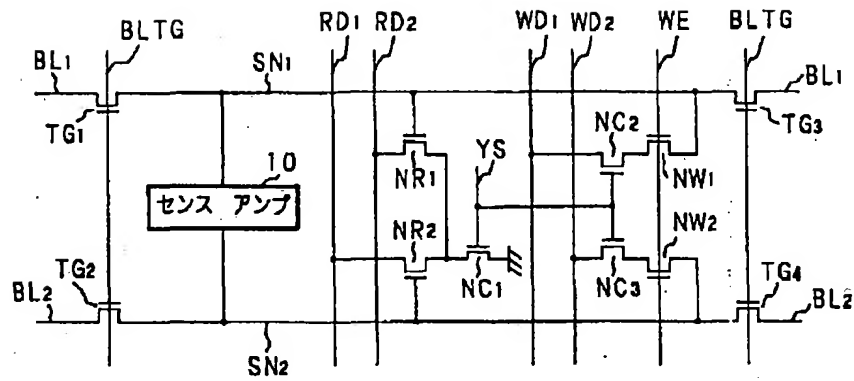 BLTG RD1 RD2 WD1 WD2 WE BLTG
BL1 SN1 BL1
TG1 TG3
NC2
10 YS
NR1 NW1
センス アンプ
NR2 NW2
TG2 TG4
BL2 NC1 NC3 BL2
SN2